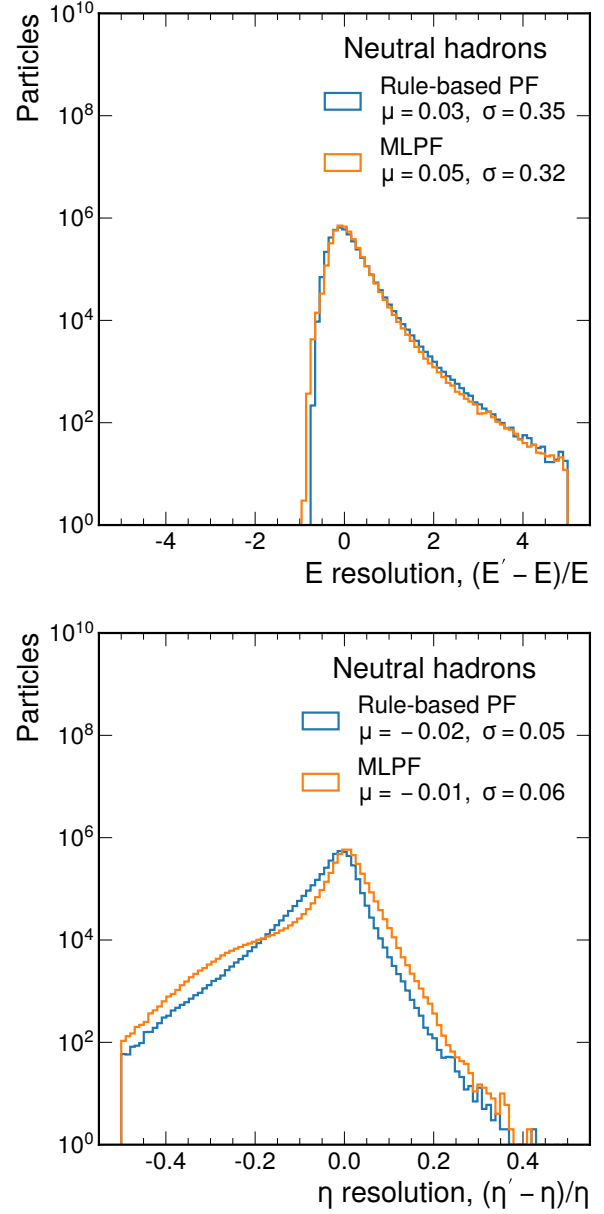 Particles
10^10
10^8
10^6
10^4
10^2
10^0
Neutral hadrons
Rule-based PF
μ = 0.03, σ = 0.35
MLPF
μ = 0.05, σ = 0.32
-4 -2 0 2 4
E resolution, (E′ − E)/E
Particles
10^10
10^8
10^6
10^4
10^2
10^0
Neutral hadrons
Rule-based PF
μ = − 0.02, σ = 0.05
MLPF
μ = − 0.01, σ = 0.06
-0.4 -0.2 0.0 0.2 0.4
η resolution, (η′ − η)/η